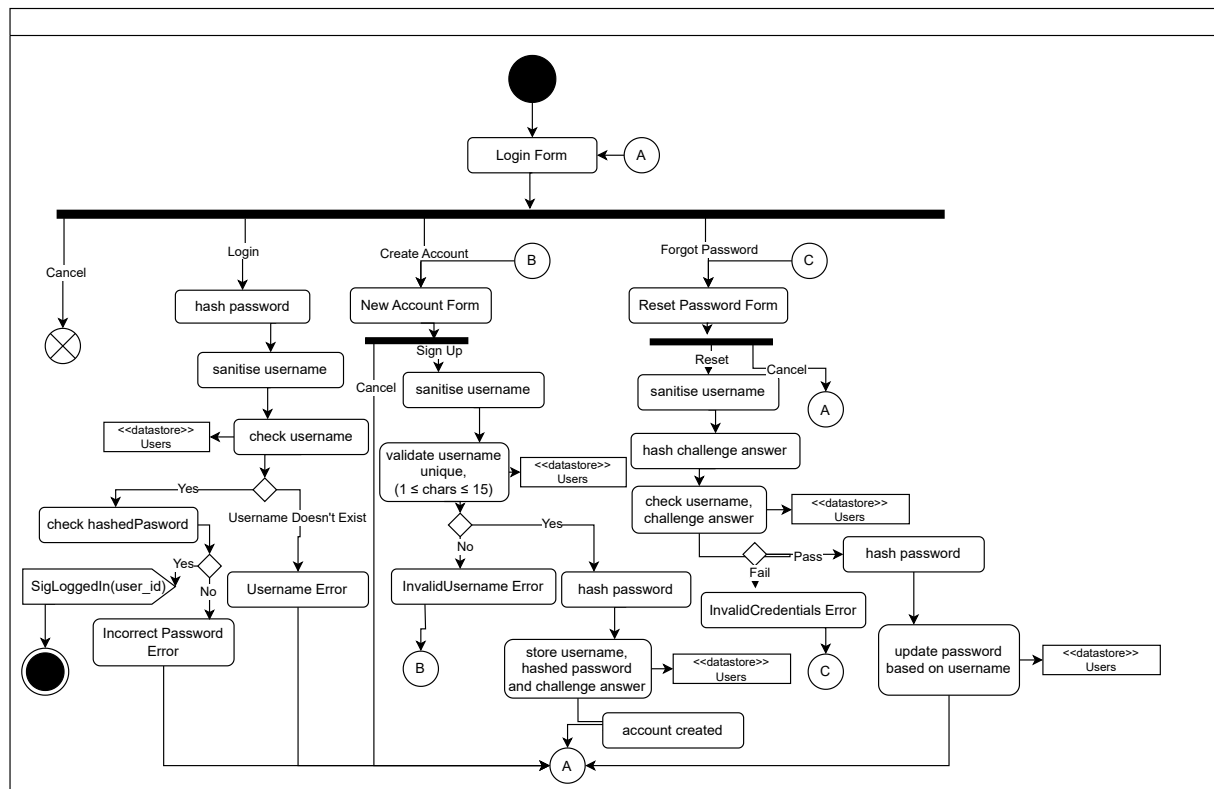 Login Form
A
Login
Create Account
Forgot Password
Cancel
B
C
hash password
New Account Form
Reset Password Form
Sign Up
Reset
Cancel
Cancel
sanitise username
sanitise username
sanitise username
A
<<datastore>>
Users
check username
validate username
unique,
(1 ≤ chars ≤ 15)
<<datastore>>
Users
hash challenge answer
Yes
Username Doesn't Exist
check hashedPasword
check username,
challenge answer
<<datastore>>
Users
Yes
No
Pass
hash password
Fail
Yes
No
SigLoggedIn(user_id)
Username Error
InvalidUsername Error
hash password
InvalidCredentials Error
Incorrect Password
Error
B
store username,
hashed password
and challenge answer
<<datastore>>
Users
C
update password
based on username
<<datastore>>
Users
account created
A